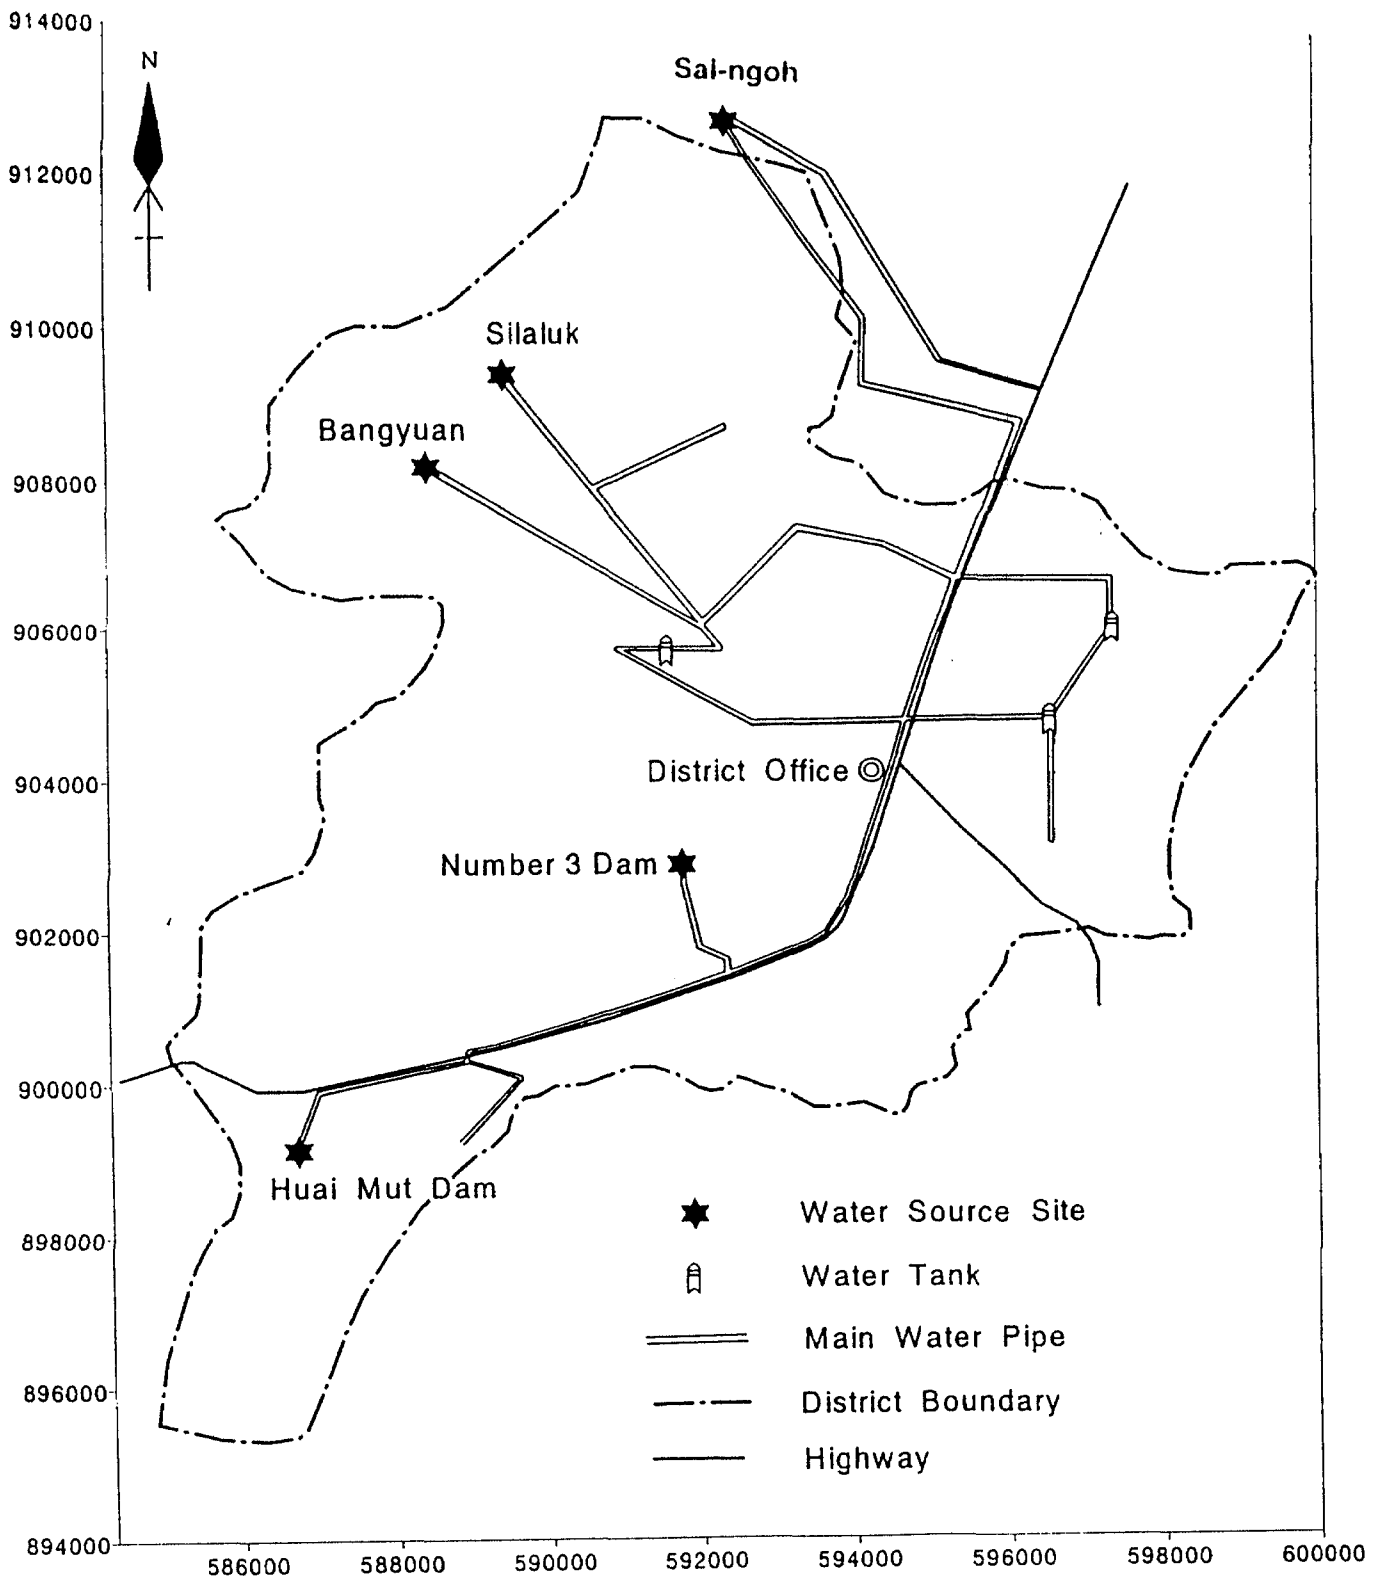 914000
N
Sai-ngoh
912000
910000
Silaluk
Bangyuan
908000
906000
District Office
904000
Number 3 Dam
902000
900000
Huai Mut Dam
Water Source Site
898000
Water Tank
Main Water Pipe
896000
District Boundary
Highway
894000
586000 588000 590000 592000 594000 596000 598000 600000